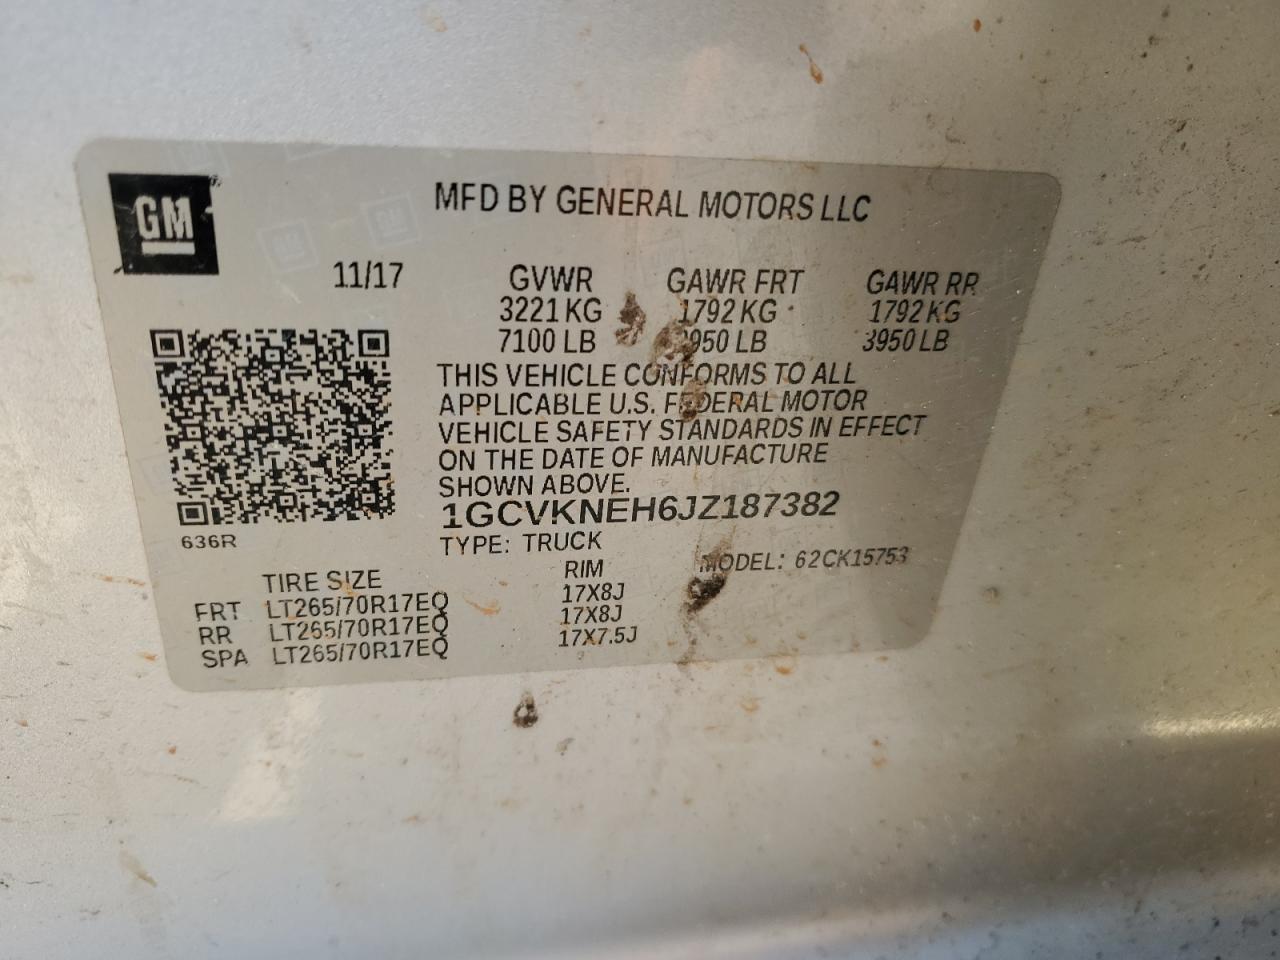 GM
MFD BY GENERAL MOTORS LLC
11/17 GVWR GAWR FRT GAWR RR
3221 KG 1792 KG 1792 KG
7100 LB 3950 LB 3950 LB
THIS VEHICLE CONFORMS TO ALL
APPLICABLE U.S. FEDERAL MOTOR
VEHICLE SAFETY STANDARDS IN EFFECT
ON THE DATE OF MANUFACTURE
SHOWN ABOVE.
1GCVKNEH6JZ187382
636R
TYPE: TRUCK
MODEL: 62CK15753
TIRE SIZE RIM
FRT LT265/70R17EQ 17X8J
RR LT265/70R17EQ 17X8J
SPA LT265/70R17EQ 17X7.5J